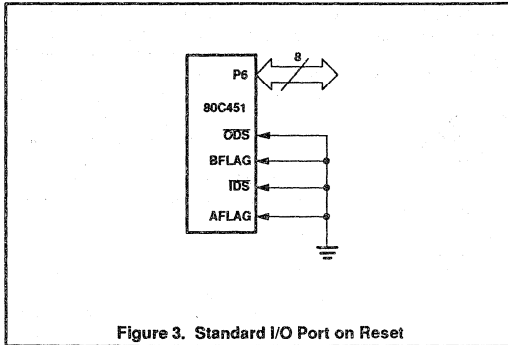 8
P6
80C451
ODS
BFLAG
IDS
AFLAG
Figure 3. Standard I/O Port on Reset